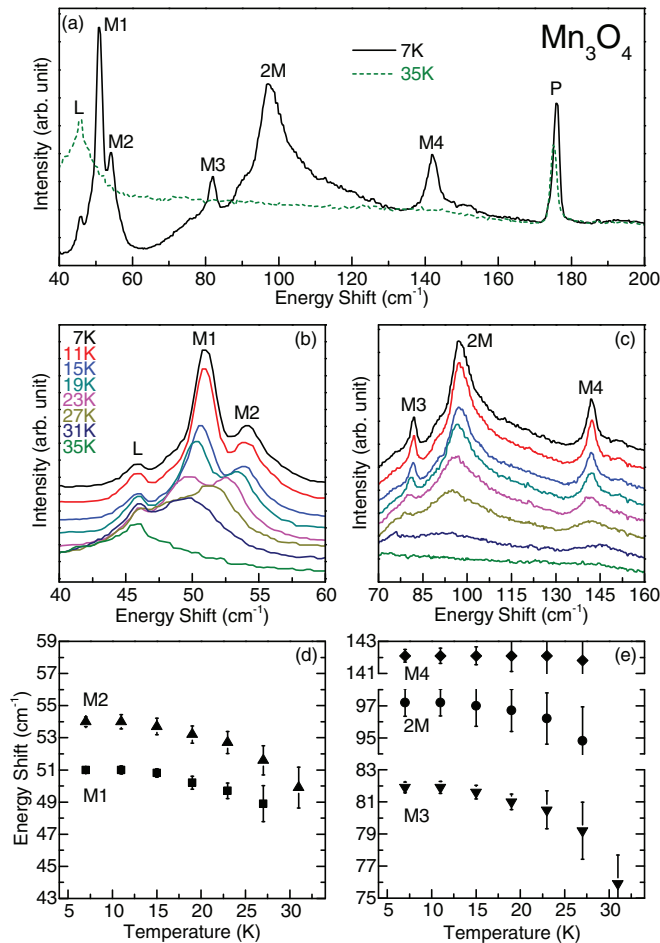 (a)
M1
Mn₃O₄
7K
35K
2M
L
M2
M3
M4
P
Intensity (arb. unit)
40 60 80 100 120 140 160 180 200
Energy Shift (cm⁻¹)
(b)
7K
11K
15K
19K
23K
27K
31K
35K
M1
M2
L
Intensity (arb. unit)
40 45 50 55 60
Energy Shift (cm⁻¹)
(c)
2M
M3
M4
Intensity (arb. unit)
70 85 100 115 130 145 160
Energy Shift (cm⁻¹)
(d)
M2
M1
Energy Shift (cm⁻¹)
59
57
54
53
51
49
47
45
43
5 10 15 20 25 30
Temperature (K)
(e)
143
141
M4
97
2M
95
83
M3
81
79
77
75
5 10 15 20 25 30
Temperature (K)